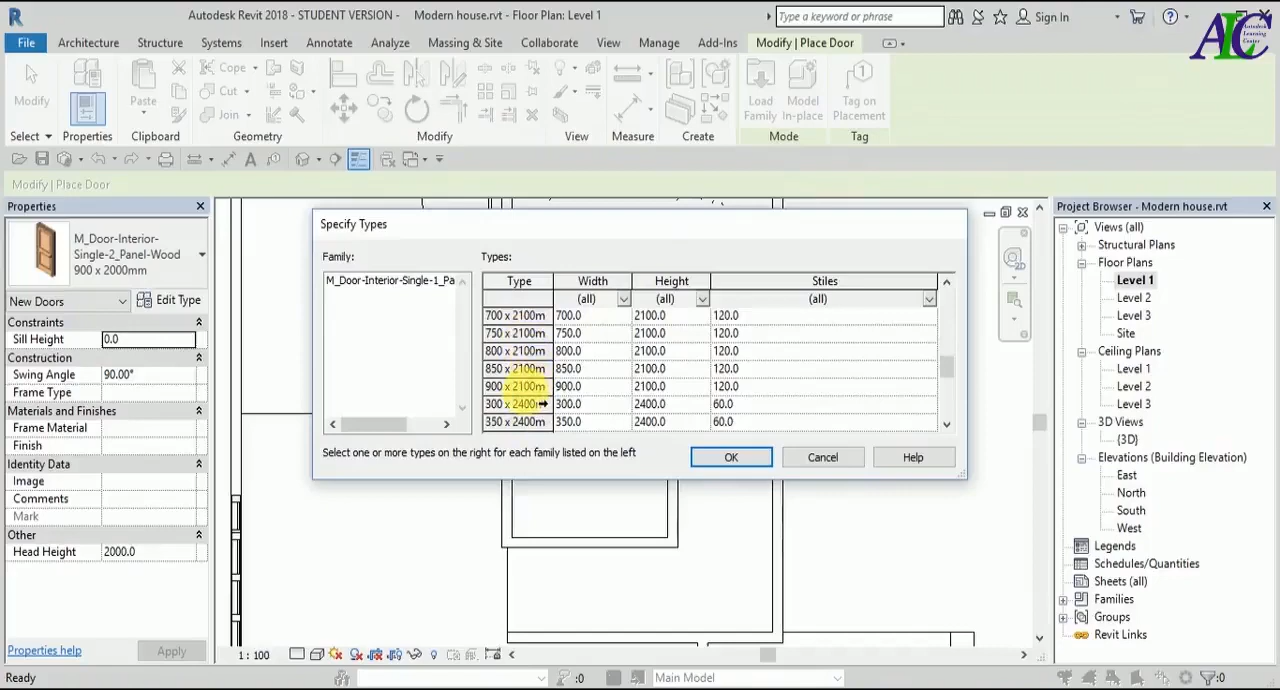 Autodesk Revit 2018 - STUDENT VERSION - Modern house.rvt - Floor Plan: Level 1
Type a keyword or phrase
Sign In
ALC
Autodesk
Learning
Center
File Architecture Structure Systems Insert Annotate Analyze Massing & Site Collaborate View Manage Add-Ins Modify | Place Door
Cope
Cut
Join
Modify
Paste
Load
Family
Model
In-place
Tag on
Placement
Select Properties Clipboard Geometry Modify View Measure Create Mode Tag
Modify | Place Door
Properties
M_Door-Interior-
Single-2_Panel-Wood
900 x 2000mm
New Doors
Edit Type
Constraints
Sill Height 0.0
Construction
Swing Angle 90.00°
Frame Type
Materials and Finishes
Frame Material
Finish
Identity Data
Image
Comments
Mark
Other
Head Height 2000.0
Properties help
Apply
Specify Types
Family:
M_Door-Interior-Single-1_Pa
Types:
Type Width Height Stiles
(all) (all) (all)
700 x 2100m 700.0 2100.0 120.0
750 x 2100m 750.0 2100.0 120.0
800 x 2100m 800.0 2100.0 120.0
850 x 2100m 850.0 2100.0 120.0
900 x 2100m 900.0 2100.0 120.0
300 x 2400 300.0 2400.0 60.0
350 x 2400m 350.0 2400.0 60.0
Select one or more types on the right for each family listed on the left
OK
Cancel
Help
2D
Project Browser - Modern house.rvt
Views (all)
Structural Plans
Floor Plans
Level 1
Level 2
Level 3
Site
Ceiling Plans
Level 1
Level 2
Level 3
3D Views
{3D}
Elevations (Building Elevation)
East
North
South
West
Legends
Schedules/Quantities
Sheets (all)
Families
Groups
Revit Links
1 : 100
Ready
:0
Main Model
:0